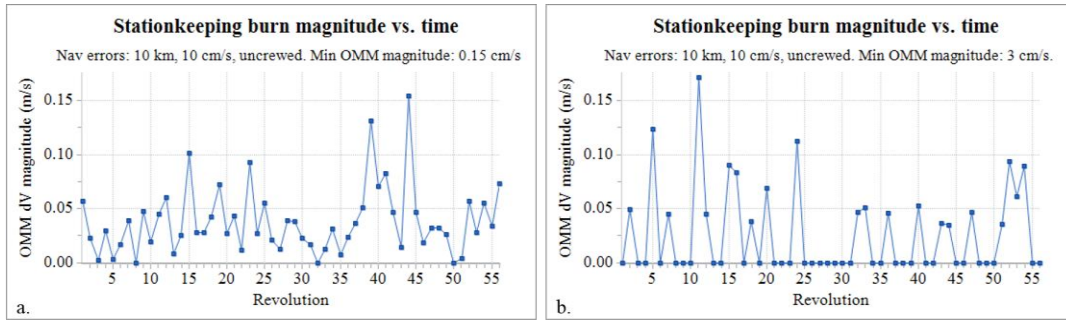 Stationkeeping burn magnitude vs. time
Nav errors: 10 km, 10 cm/s, uncrewed. Min OMM magnitude: 0.15 cm/s
OMM dV magnitude (m/s)
0.15
0.10
0.05
0.00
5 10 15 20 25 30 35 40 45 50 55
Revolution
a.
Stationkeeping burn magnitude vs. time
Nav errors: 10 km, 10 cm/s, uncrewed. Min OMM magnitude: 3 cm/s.
OMM dV magnitude (m/s)
0.15
0.10
0.05
0.00
5 10 15 20 25 30 35 40 45 50 55
Revolution
b.